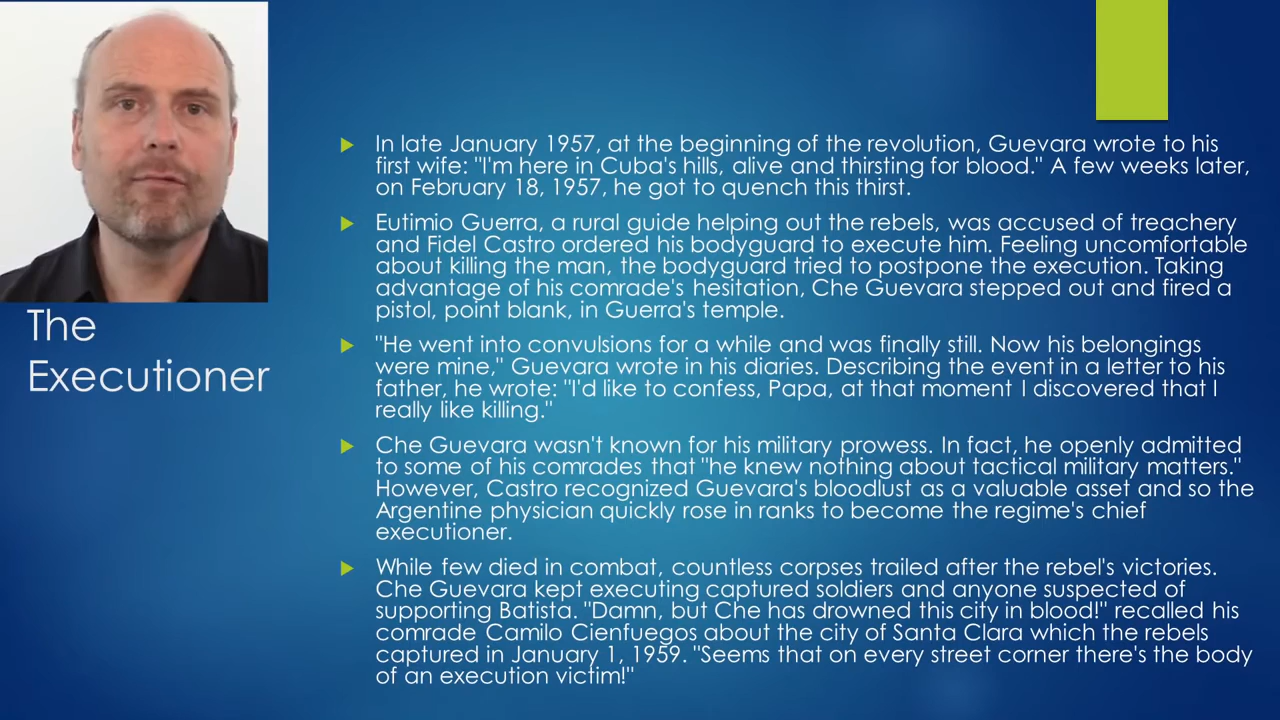 The
Executioner
In late January 1957, at the beginning of the revolution, Guevara wrote to his
first wife: "I'm here in Cuba's hills, alive and thirsting for blood." A few weeks later,
on February 18, 1957, he got to quench this thirst.
Eutimio Guerra, a rural guide helping out the rebels, was accused of treachery
and Fidel Castro ordered his bodyguard to execute him. Feeling uncomfortable
about killing the man, the bodyguard tried to postpone the execution. Taking
advantage of his comrade's hesitation, Che Guevara stepped out and fired a
pistol, point blank, in Guerra's temple.
"He went into convulsions for a while and was finally still. Now his belongings
were mine," Guevara wrote in his diaries. Describing the event in a letter to his
father, he wrote: "I'd like to confess, Papa, at that moment I discovered that I
really like killing."
Che Guevara wasn't known for his military prowess. In fact, he openly admitted
to some of his comrades that "he knew nothing about tactical military matters."
However, Castro recognized Guevara's bloodlust as a valuable asset and so the
Argentine physician quickly rose in ranks to become the regime's chief
executioner.
While few died in combat, countless corpses trailed after the rebel's victories.
Che Guevara kept executing captured soldiers and anyone suspected of
supporting Batista. "Damn, but Che has drowned this city in blood!" recalled his
comrade Camilo Cienfuegos about the city of Santa Clara which the rebels
captured in January 1, 1959. "Seems that on every street corner there's the body
of an execution victim!"